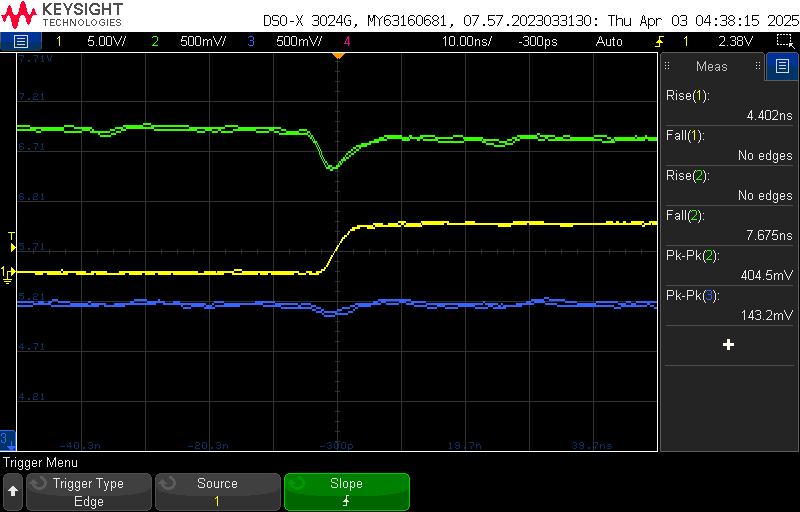 KEYSIGHT
TECHNOLOGIES
DSO-X 3024G, MY63160681, 07.57.2023033130: Thu Apr 03 04:38:15 2025
1 5.00V/ 2 500mV/ 3 500mV/ 4 10.00ns/ -300ps Auto 1 2.38V
7.71V
7.21
6.71
6.21
5.71
5.21
4.71
4.21
T
1
3
-40.3n -20.3n -300p 19.7n 39.7ns
Meas
Rise(1):
4.402ns
Fall(1):
No edges
Rise(2):
No edges
Fall(2):
7.675ns
Pk-Pk(2):
404.5mV
Pk-Pk(3):
143.2mV
Trigger Menu
Trigger Type
Edge
Source
1
Slope